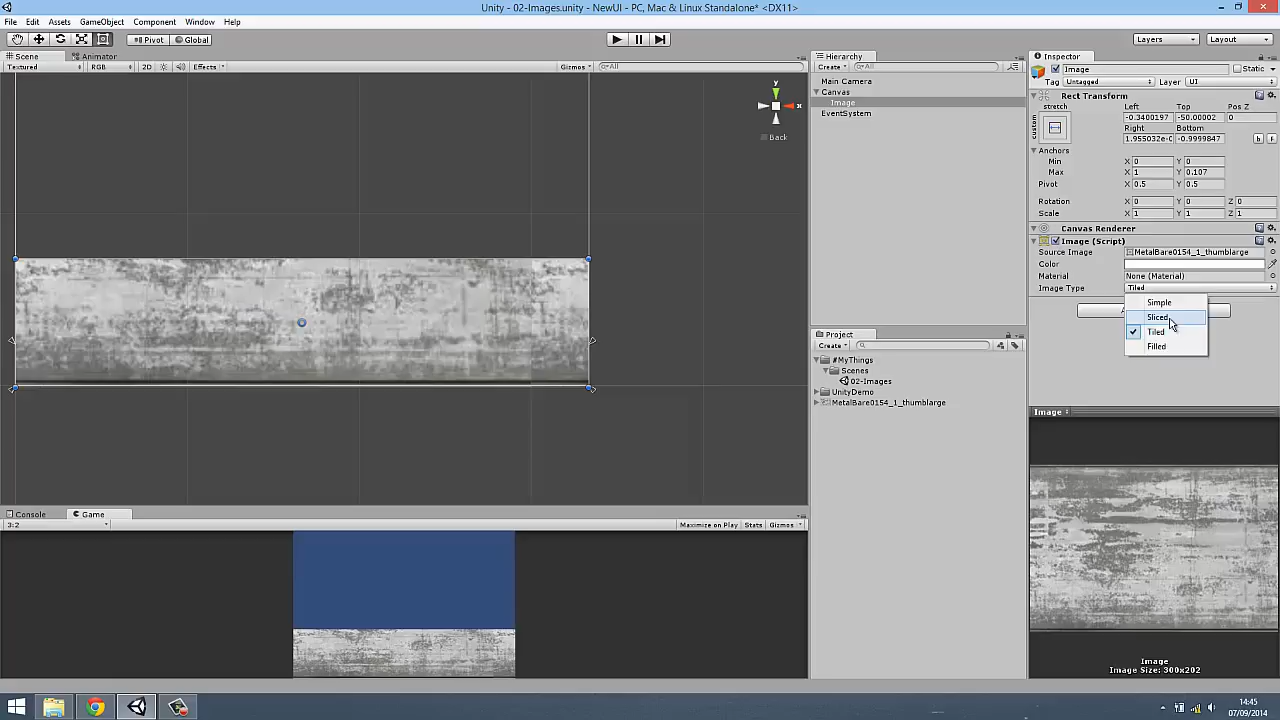 Unity - 02-Images.unity - NewUI - PC, Mac & Linux Standalone* <DX11>
File Edit Assets GameObject Component Window Help
Pivot Global Layers Layout
Scene Animator
Textured RGB 2D Effects Gizmos All
y
x
Back
Hierarchy
Create All
Main Camera
Canvas
Image
EventSystem
Project
Create
#MyThings
Scenes
02-Images
UnityDemo
MetalBare0154_1_thumblarge
Inspector
Image Static
Tag Untagged Layer UI
Rect Transform
stretch Left Top Pos Z
custom -0.3400197 -50.00002 0
Right Bottom
-0.9999847
Anchors
Min X 0 Y 0
Max X 1 Y 0.107
Pivot X 0.5 Y 0.5
Rotation X 0 Y 0 Z 0
Scale X 1 Y 1 Z 1
Canvas Renderer
Image (Script)
Source Image MetalBare0154_1_thumblarge
Color
Material None (Material)
Image Type Tiled
Simple
Sliced
Tiled
Filled
Image
Image
Image Size: 300x202
Console Game
3:2 Maximize on Play Stats Gizmos
14:45
07/09/2014